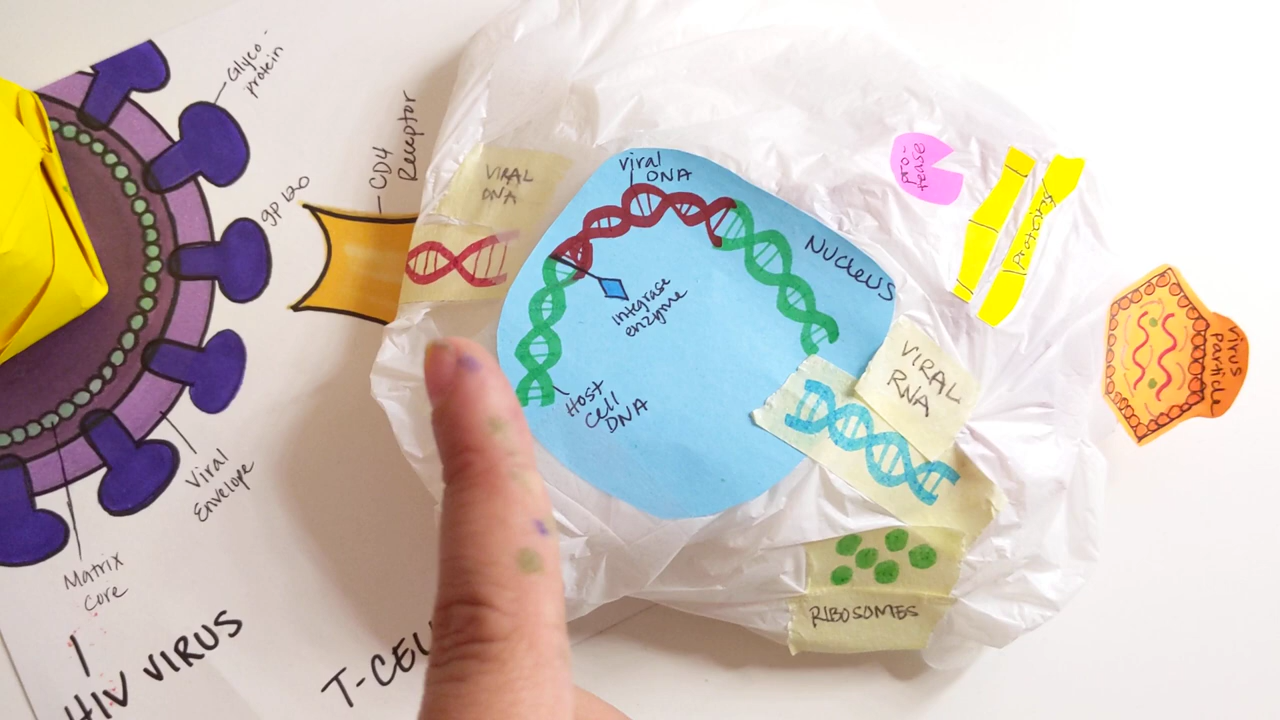 Glyco-
protein
gp 120
CD4
Receptor
Viral
Envelope
Matrix
core
HIV VIRUS
T-CEL
VIRAL
DNA
viral
DNA
Nucleus
Integrase
enzyme
Host
Cell
DNA
VIRAL
RNA
RIBOSOMES
pro-
tease
Proteins
virus
particle